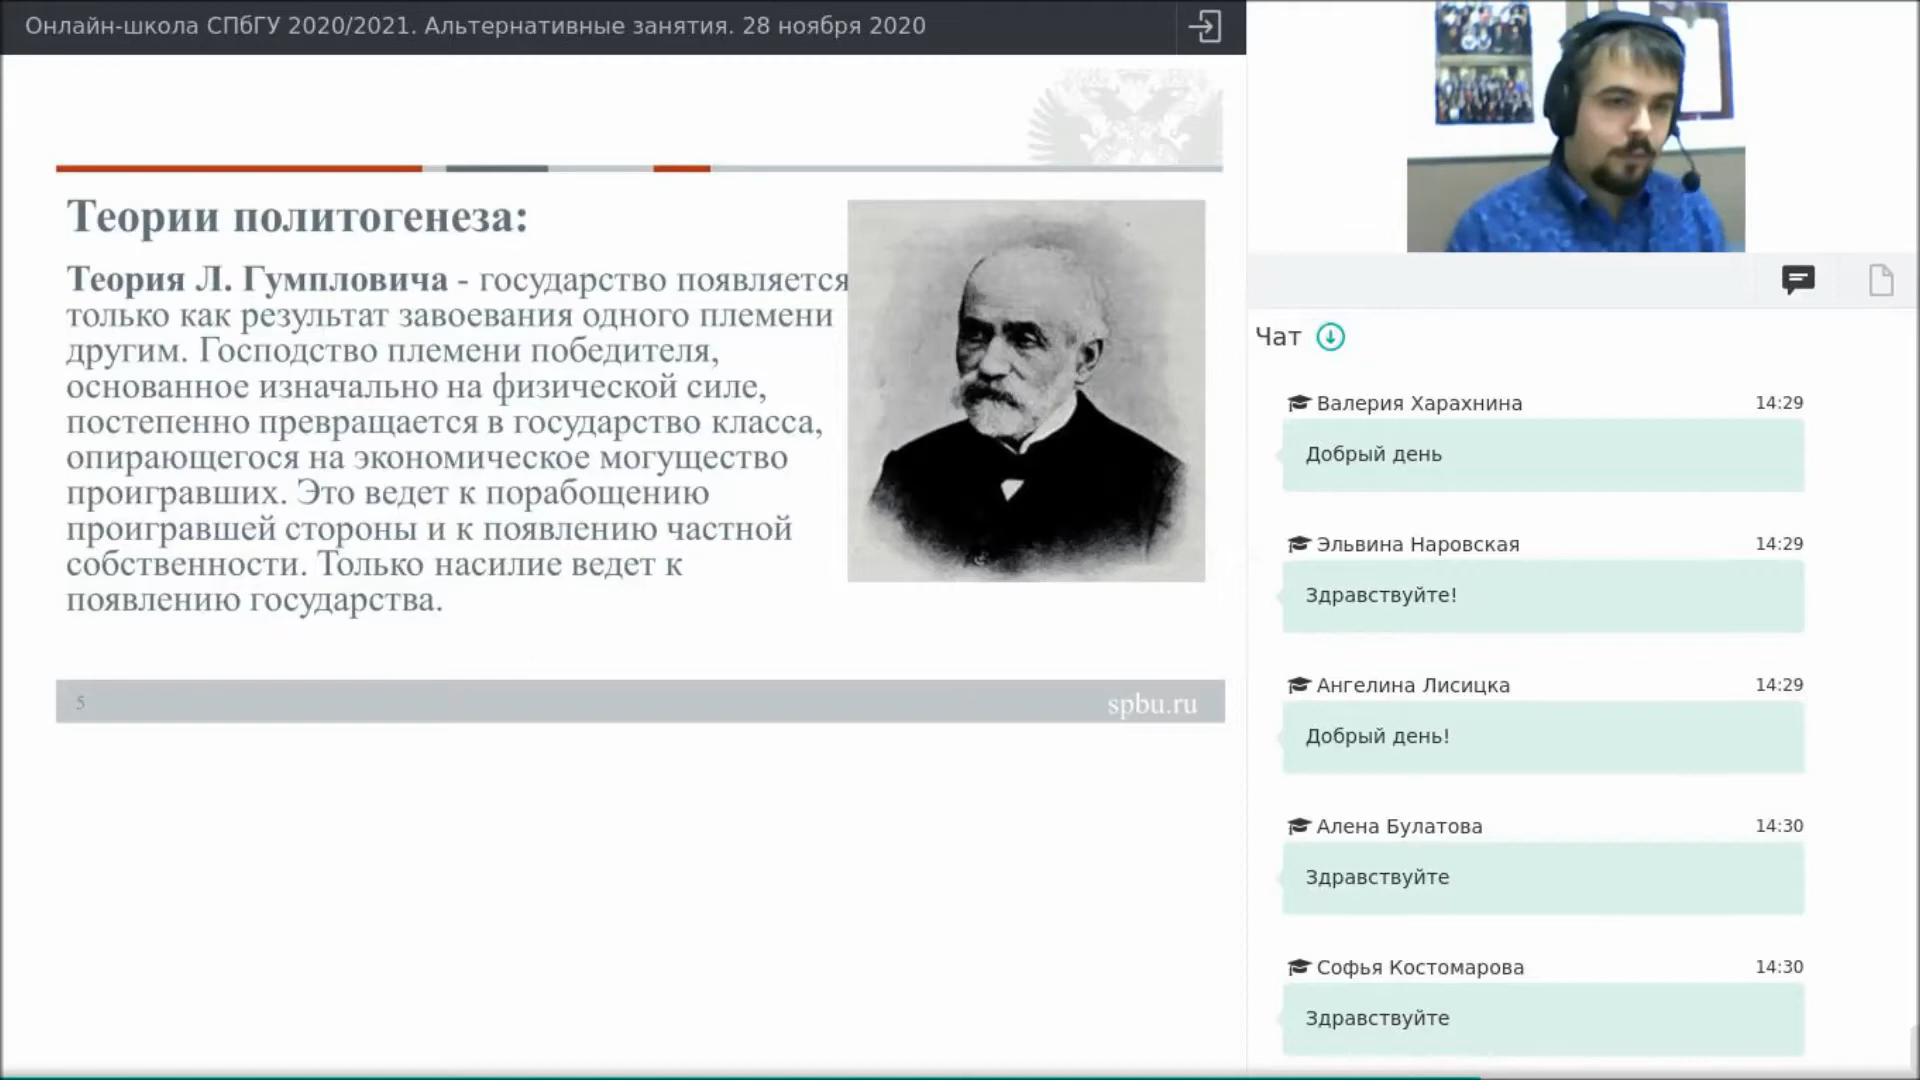 Онлайн-школа СПбГУ 2020/2021. Альтернативные занятия. 28 ноября 2020
Теории политогенеза:
Теория Л. Гумпловича - государство появляется
только как результат завоевания одного племени
другим. Господство племени победителя,
основанное изначально на физической силе,
постепенно превращается в государство класса,
опирающегося на экономическое могущество
проигравших. Это ведет к порабощению
проигравшей стороны и к появлению частной
собственности. Только насилие ведет к
появлению государства.
5
spbu.ru
Чат
Валерия Харахнина 14:29
Добрый день
Эльвина Наровская 14:29
Здравствуйте!
Ангелина Лисицка 14:29
Добрый день!
Алена Булатова 14:30
Здравствуйте
Софья Костомарова 14:30
Здравствуйте